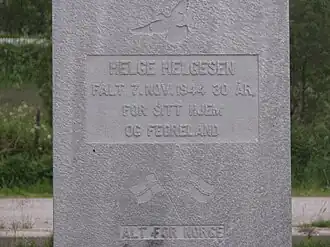 HELGE HELGESEN
FALT 7. NOV. 1944 30 ÅR,
FOR SITT HJEM
OG FEDRELAND
ALT FOR NORGE